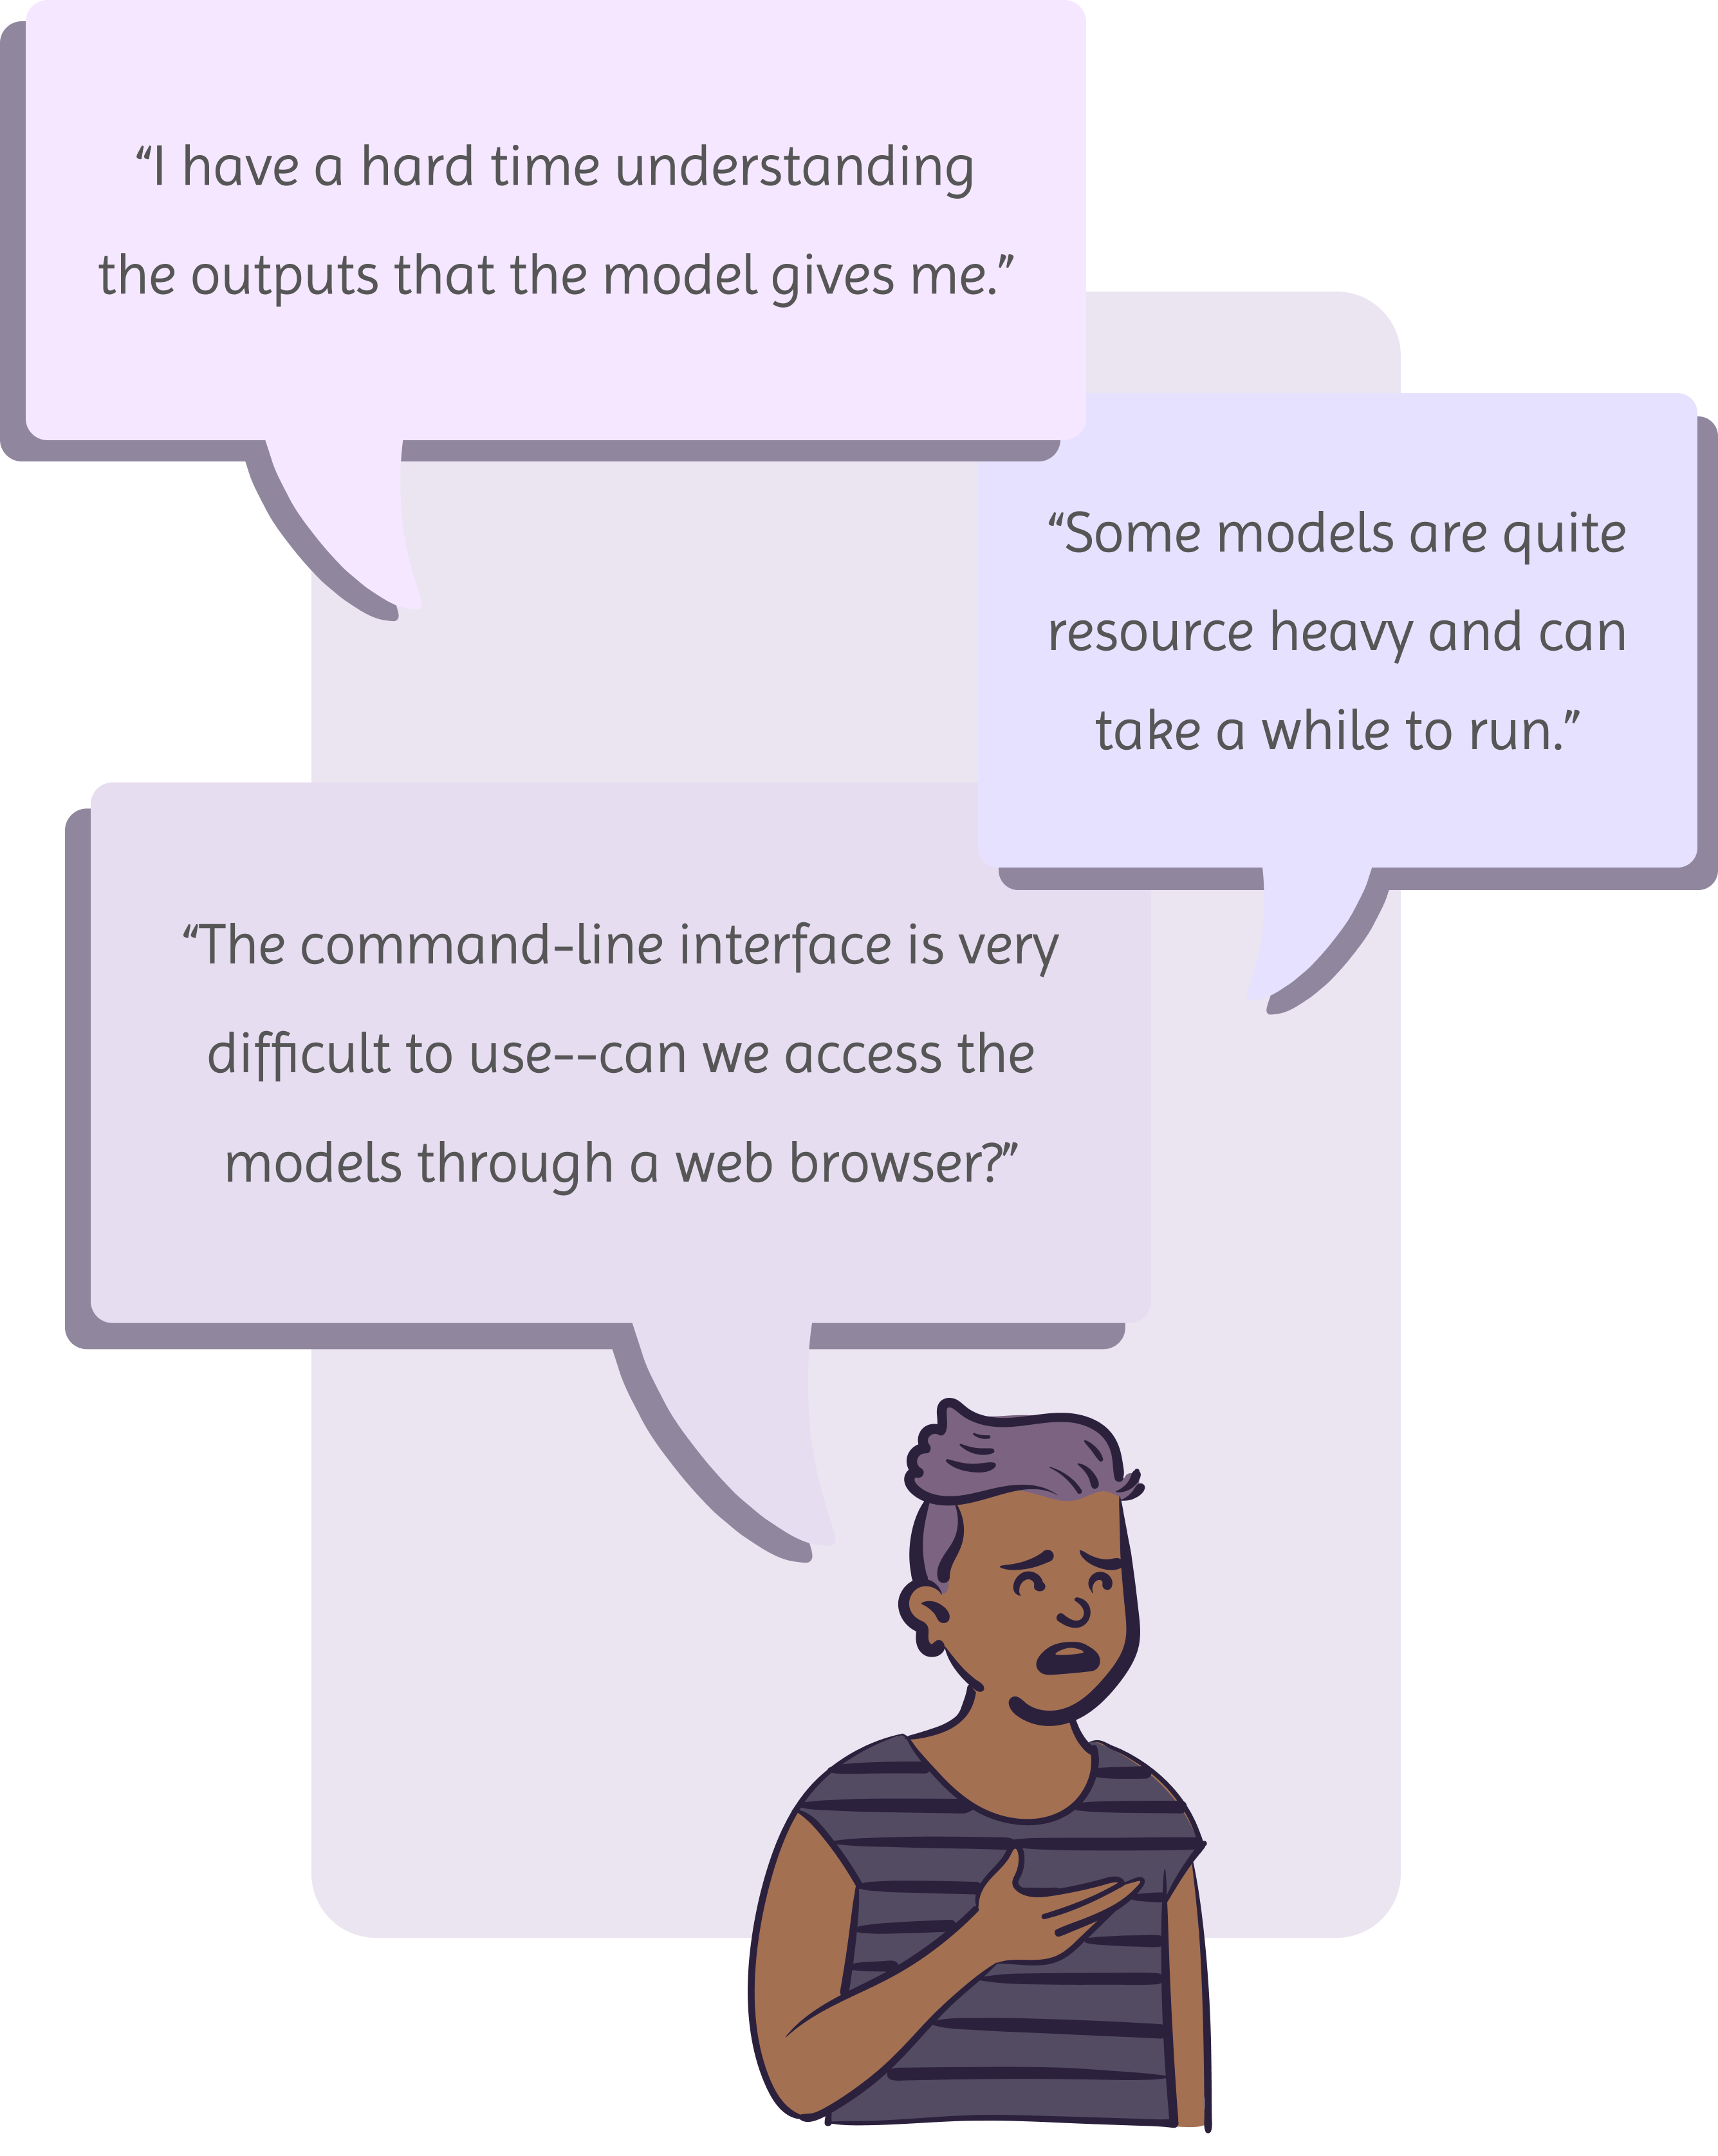 “I have a hard time understanding
the outputs that the model gives me.”
“Some models are quite
resource heavy and can
take a while to run.”
“The command-line interface is very
difficult to use--can we access the
models through a web browser?”